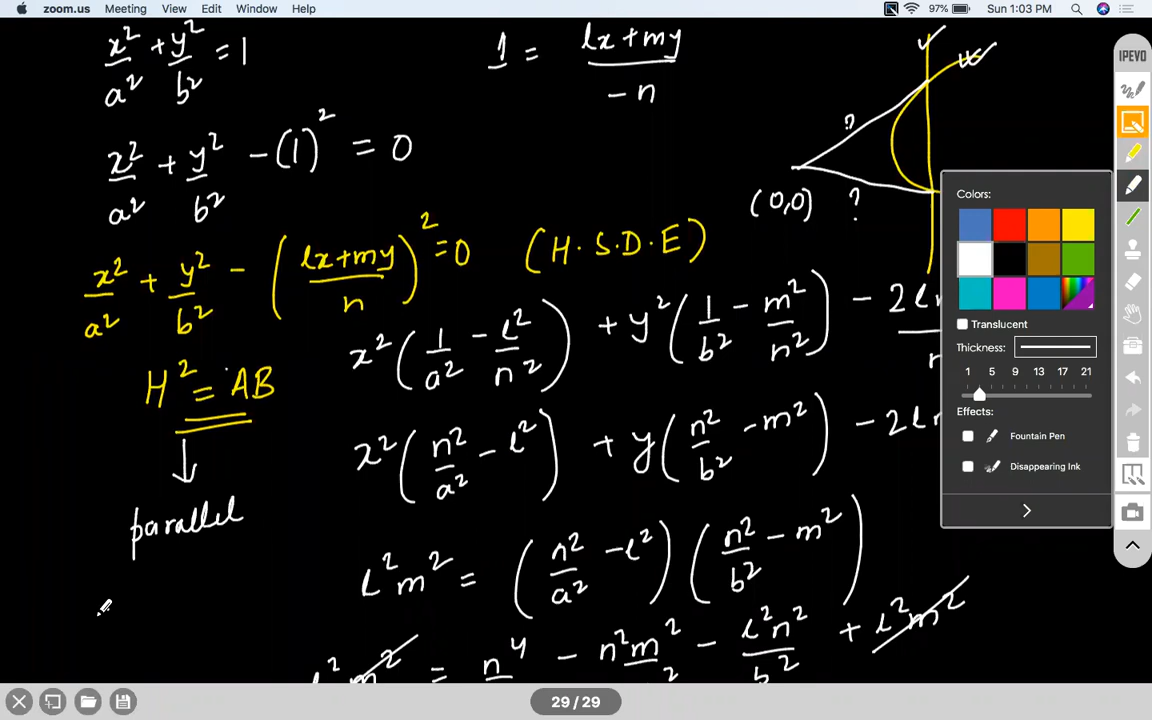 zoom.us Meeting Edit Window Help 97% Sun 1:03 PM
x²/a² + y²/b² = 1
1 = lx+my/-n
x²/a² + y²/b² - (1)² = 0
?
(0,0) ?
x²/a² + y²/b² - (lx+my/n)² = 0 (H.S.D.E)
x²(1/a² - l²/n²) + y²(1/b² - m²/n²) - 2l
H² = AB
x²(n²/a² - l²) + y(n²/b² - m²) - 2l
↓
parallel
l²m² = (n²/a² - l²)(n²/b² - m²)
l²m² = n⁴ - n²m² - l²n²/b² + l²m²
IPEVO
Colors:
Translucent
Thickness:
1 5 9 13 17 21
Effects:
Fountain Pen
Disappearing Ink
29/29